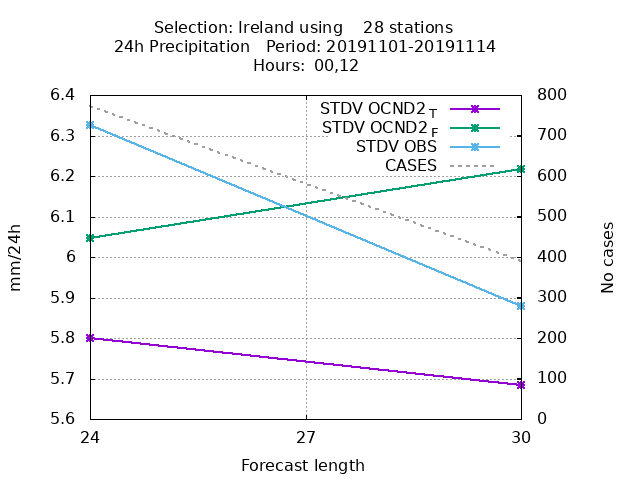 Selection: Ireland using    28 stations
24h Precipitation   Period: 20191101-20191114
Hours: 00,12
6.4
6.3
6.2
6.1
6
5.9
5.8
5.7
5.6
mm/24h
STDV OCND2 T
STDV OCND2 F
STDV OBS
CASES
800
700
600
500
400
300
200
100
0
No cases
24
27
30
Forecast length